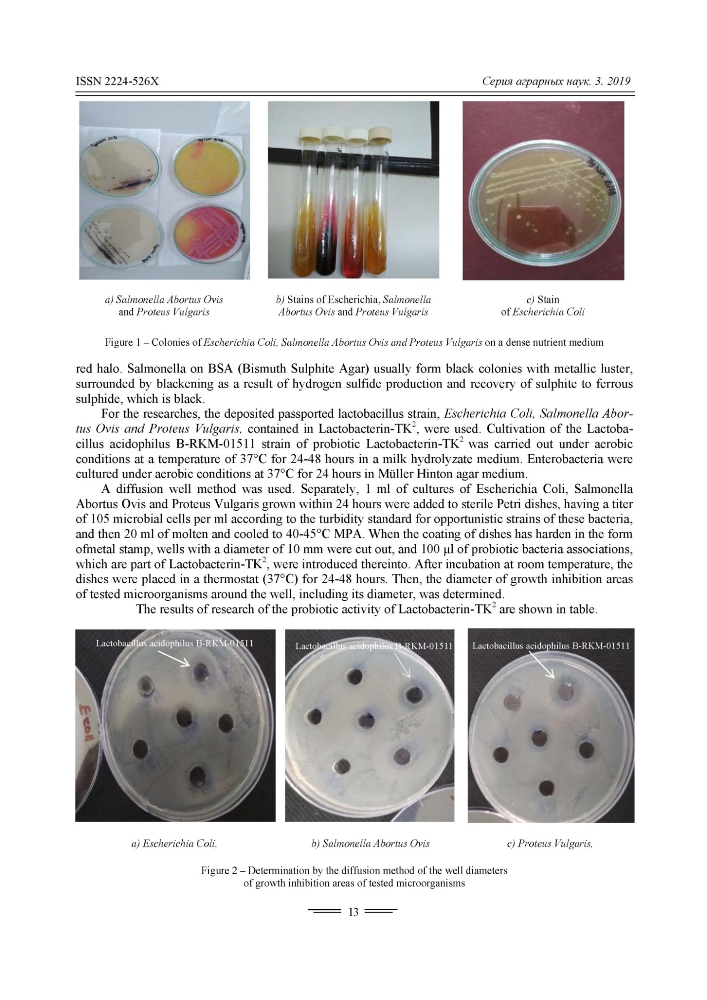 ISSN 2224-526X
Серия аграрных наук. 3. 2019
a) Salmonella Abortus Ovis
and Proteus Vulgaris
b) Stains of Escherichia, Salmonella
Abortus Ovis and Proteus Vulgaris
c) Stain
of Escherichia Coli
Figure 1 – Colonies of Escherichia Coli, Salmonella Abortus Ovis and Proteus Vulgaris on a dense nutrient medium
red halo. Salmonella on BSA (Bismuth Sulphite Agar) usually form black colonies with metallic luster,
surrounded by blackening as a result of hydrogen sulfide production and recovery of sulphite to ferrous
sulphide, which is black.
For the researches, the deposited passported lactobacillus strain, Escherichia Coli, Salmonella Abor-
tus Ovis and Proteus Vulgaris, contained in Lactobacterin-TK², were used. Cultivation of the Lactoba-
cillus acidophilus B-RKM-01511 strain of probiotic Lactobacterin-TK² was carried out under aerobic
conditions at a temperature of 37°C for 24-48 hours in a milk hydrolyzate medium. Enterobacteria were
cultured under aerobic conditions at 37°C for 24 hours in Müller Hinton agar medium.
A diffusion well method was used. Separately, 1 ml of cultures of Escherichia Coli, Salmonella
Abortus Ovis and Proteus Vulgaris grown within 24 hours were added to sterile Petri dishes, having a titer
of 105 microbial cells per ml according to the turbidity standard for opportunistic strains of these bacteria,
and then 20 ml of molten and cooled to 40-45°C MPA. When the coating of dishes has harden in the form
ofmetal stamp, wells with a diameter of 10 mm were cut out, and 100 µl of probiotic bacteria associations,
which are part of Lactobacterin-TK², were introduced thereinto. After incubation at room temperature, the
dishes were placed in a thermostat (37°C) for 24-48 hours. Then, the diameter of growth inhibition areas
of tested microorganisms around the well, including its diameter, was determined.
The results of research of the probiotic activity of Lactobacterin-TK² are shown in table.
Lactobacillus acidophilus B-RKM-01511
Lactobacillus acidophilus B-RKM-01511
Lactobacillus acidophilus B-RKM-01511
E coli
a) Escherichia Coli,
b) Salmonella Abortus Ovis
c) Proteus Vulgaris,
Figure 2 – Determination by the diffusion method of the well diameters
of growth inhibition areas of tested microorganisms
13